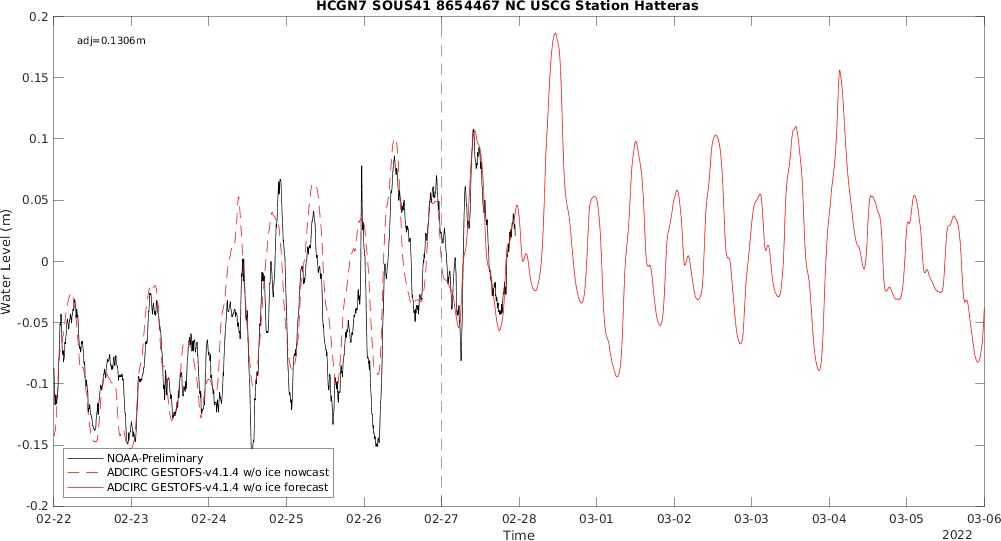 HCGN7 SOUS41 8654467 NC USCG Station Hatteras
adj=0.1306m
0.2
0.15
0.1
0.05
0
-0.05
-0.1
-0.15
-0.2
Water Level (m)
NOAA-Preliminary
ADCIRC GESTOFS-v4.1.4 w/o ice nowcast
ADCIRC GESTOFS-v4.1.4 w/o ice forecast
02-22 02-23 02-24 02-25 02-26 02-27 02-28 03-01 03-02 03-03 03-04 03-05 03-06
Time
2022